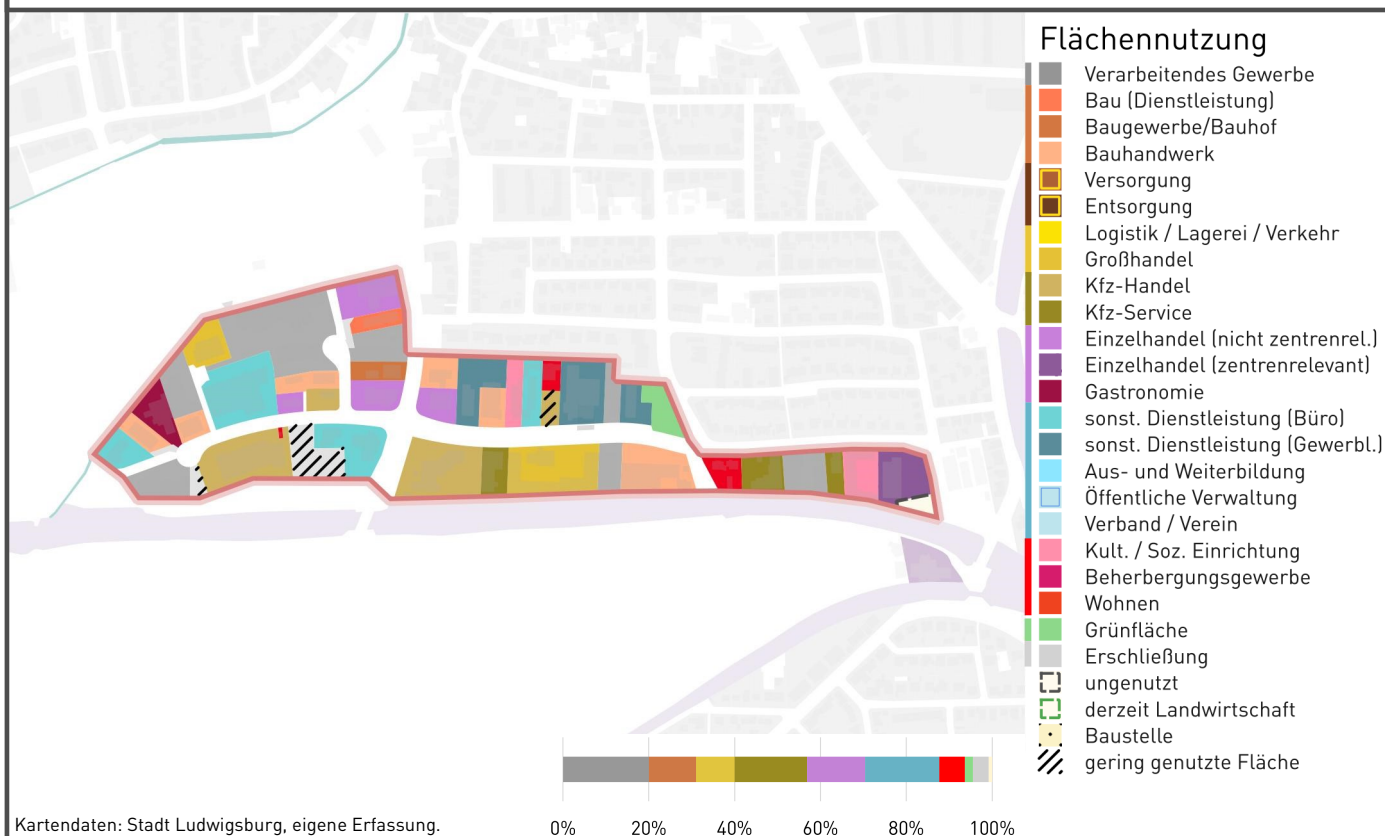 Flächennutzung
Verarbeitendes Gewerbe
Bau (Dienstleistung)
Baugewerbe/Bauhof
Bauhandwerk
Versorgung
Entsorgung
Logistik / Lagerei / Verkehr
Großhandel
Kfz-Handel
Kfz-Service
Einzelhandel (nicht zentrenrel.)
Einzelhandel (zentrenrelevant)
Gastronomie
sonst. Dienstleistung (Büro)
sonst. Dienstleistung (Gewerbl.)
Aus- und Weiterbildung
Öffentliche Verwaltung
Verband / Verein
Kult. / Soz. Einrichtung
Beherbergungsgewerbe
Wohnen
Grünfläche
Erschließung
ungenutzt
derzeit Landwirtschaft
Baustelle
gering genutzte Fläche
Kartendaten: Stadt Ludwigsburg, eigene Erfassung.
0% 20% 40% 60% 80% 100%